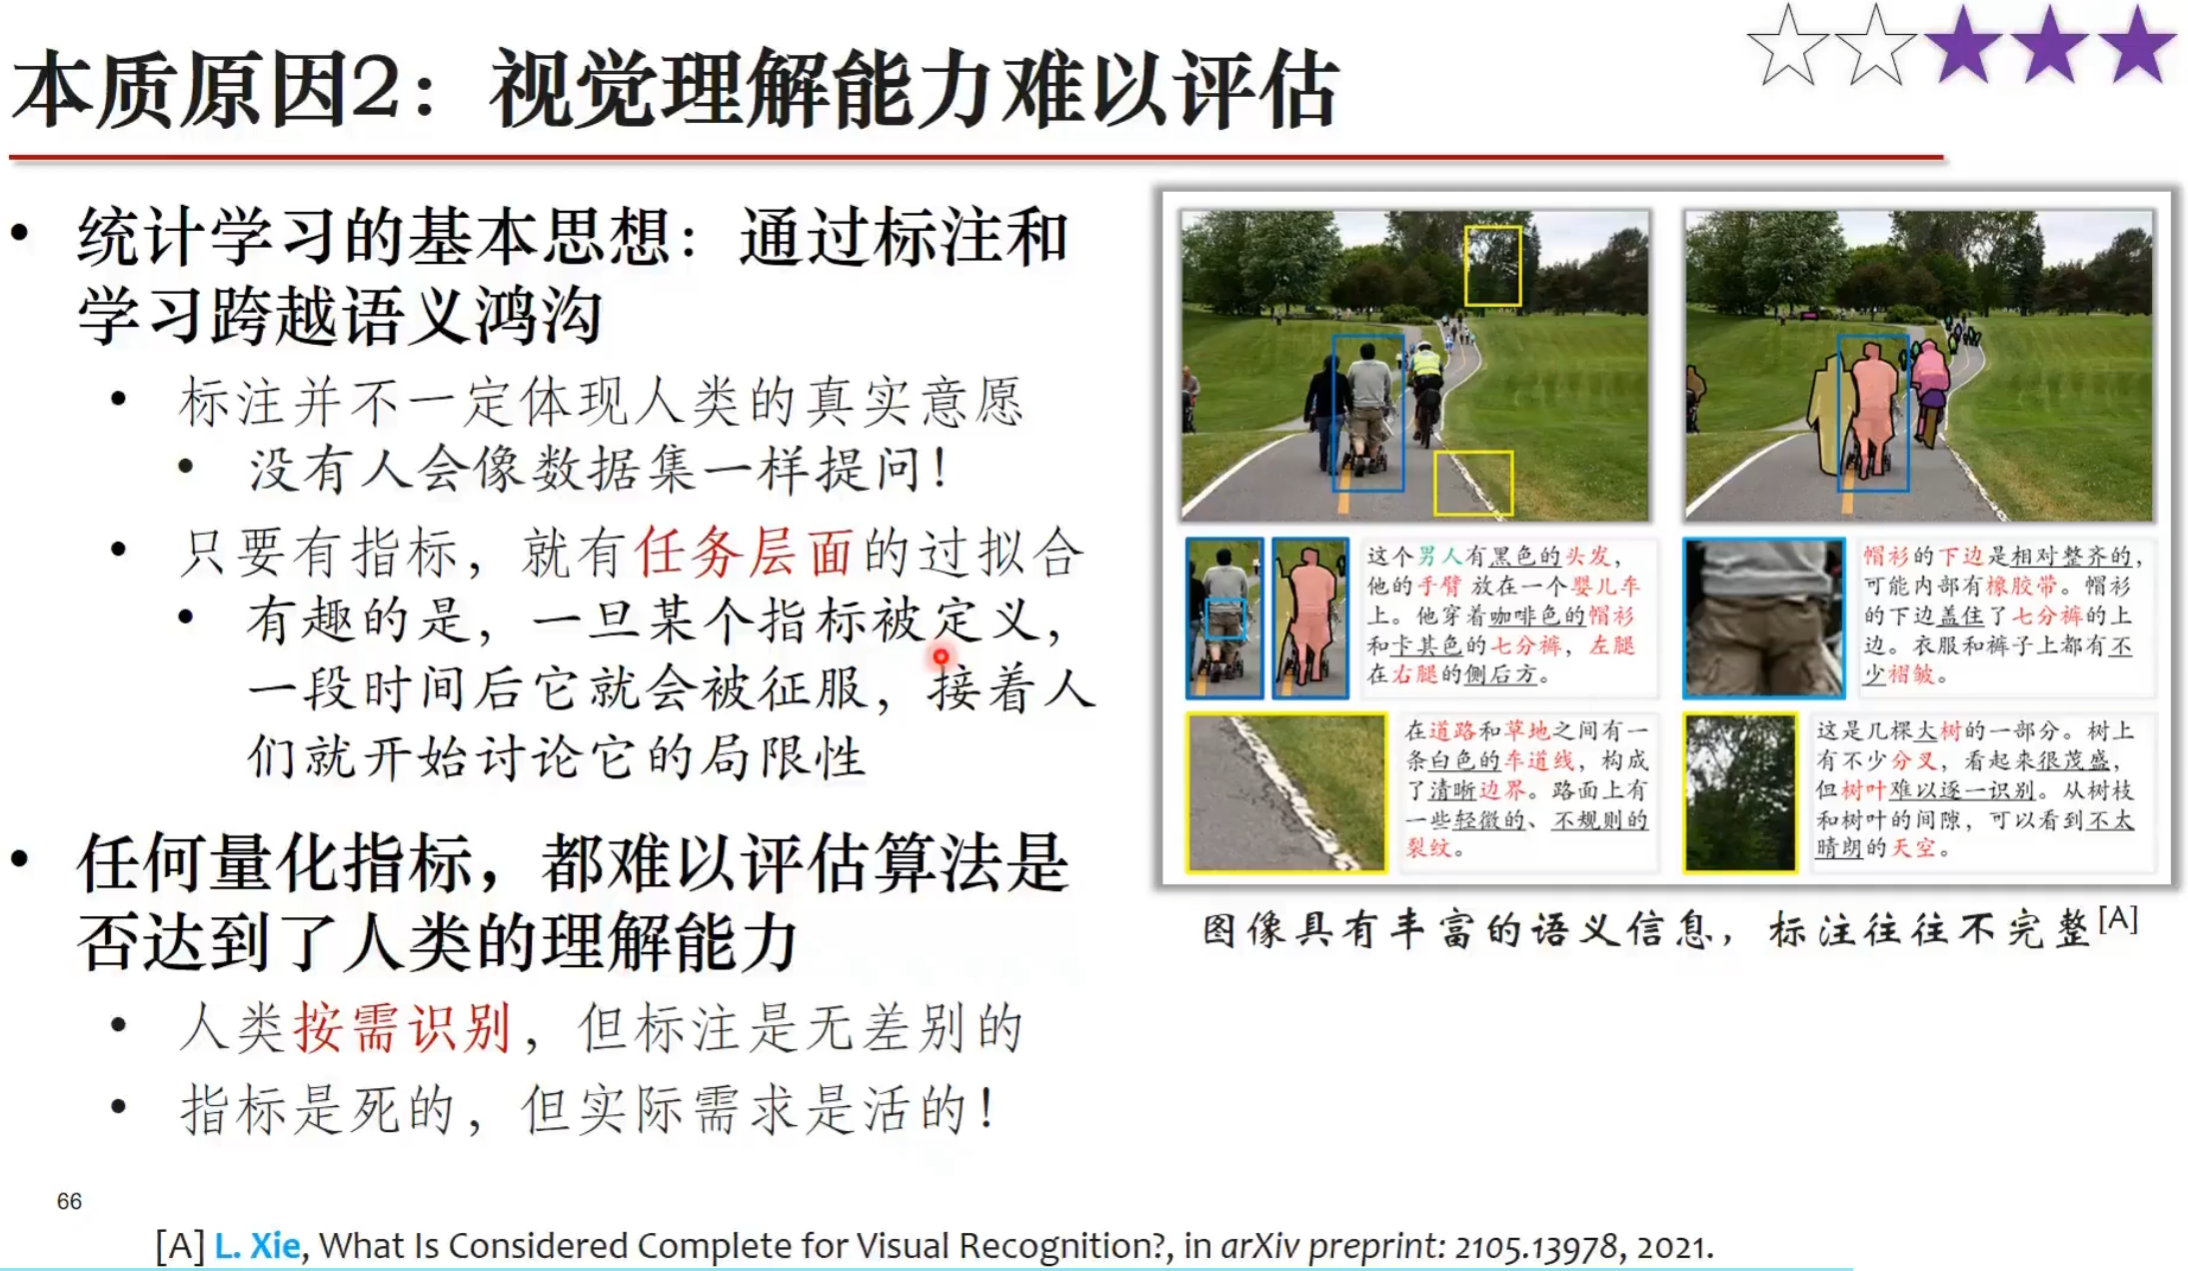 本质原因2：视觉理解能力难以评估
• 统计学习的基本思想：通过标注和
学习跨越语义鸿沟
• 标注并不一定体现人类的真实意愿
• 没有人会像数据集一样提问！
• 只要有指标，就有任务层面的过拟合
• 有趣的是，一旦某个指标被定义，
一段时间后它就会被征服，接着人
们就开始讨论它的局限性
• 任何量化指标，都难以评估算法是
否达到了人类的理解能力
• 人类按需识别，但标注是无差别的
• 指标是死的，但实际需求是活的！
这个男人有黑色的头发，
他的手臂 放在一个婴儿车
上。他穿着咖啡色的帽衫
和卡其色的七分裤，左腿
在右腿的侧后方。
帽衫的下边是相对整齐的，
可能内部有橡胶带。帽衫
的下边盖住了七分裤的上
边。衣服和裤子上都有不
少褶皱。
在道路和草地之间有一
条白色的车道线，构成
了清晰边界。路面上有
一些轻微的、不规则的
裂纹。
这是几棵大树的一部分。树上
有不少分叉，看起来很茂盛，
但树叶难以逐一识别。从树枝
和树叶的间隙，可以看到不太
晴朗的天空。
图像具有丰富的语义信息，标注往往不完整[A]
66
[A] L. Xie, What Is Considered Complete for Visual Recognition?, in arXiv preprint: 2105.13978, 2021.